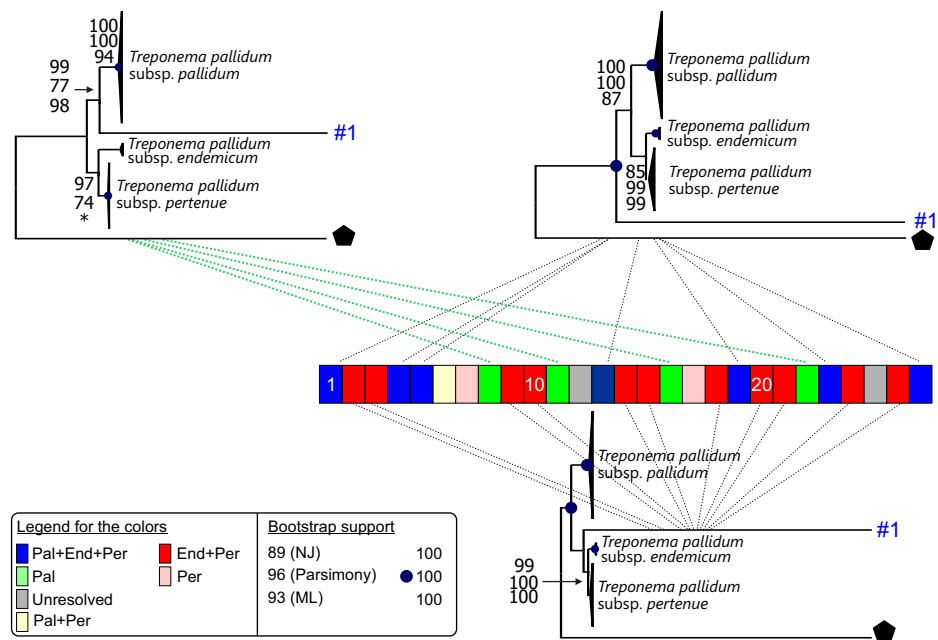 100
100
94
Treponema pallidum
subsp. pallidum
99
77
98
#1
Treponema pallidum
subsp. endemicum
97
74
*
Treponema pallidum
subsp. pertenue
100
100
87
Treponema pallidum
subsp. pallidum
Treponema pallidum
subsp. endemicum
85
99
99
Treponema pallidum
subsp. pertenue
#1
1
10
20
Treponema pallidum
subsp. pallidum
#1
Treponema pallidum
subsp. endemicum
99
100
100
Treponema pallidum
subsp. pertenue
Legend for the colors
Pal+End+Per
End+Per
Pal
Per
Unresolved
Pal+Per
Bootstrap support
89 (NJ) 100
96 (Parsimony) 100
93 (ML) 100